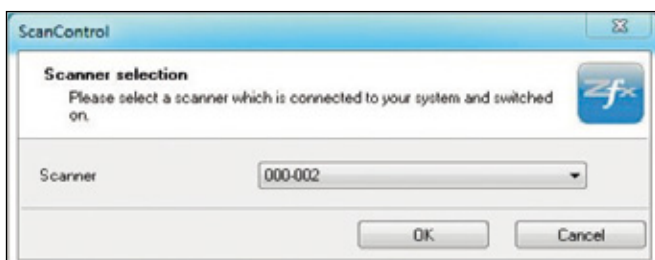 ScanControl
Scanner selection
Please select a scanner which is connected to your system and switched
on.
Zfx
Scanner 000-002
OK Cancel